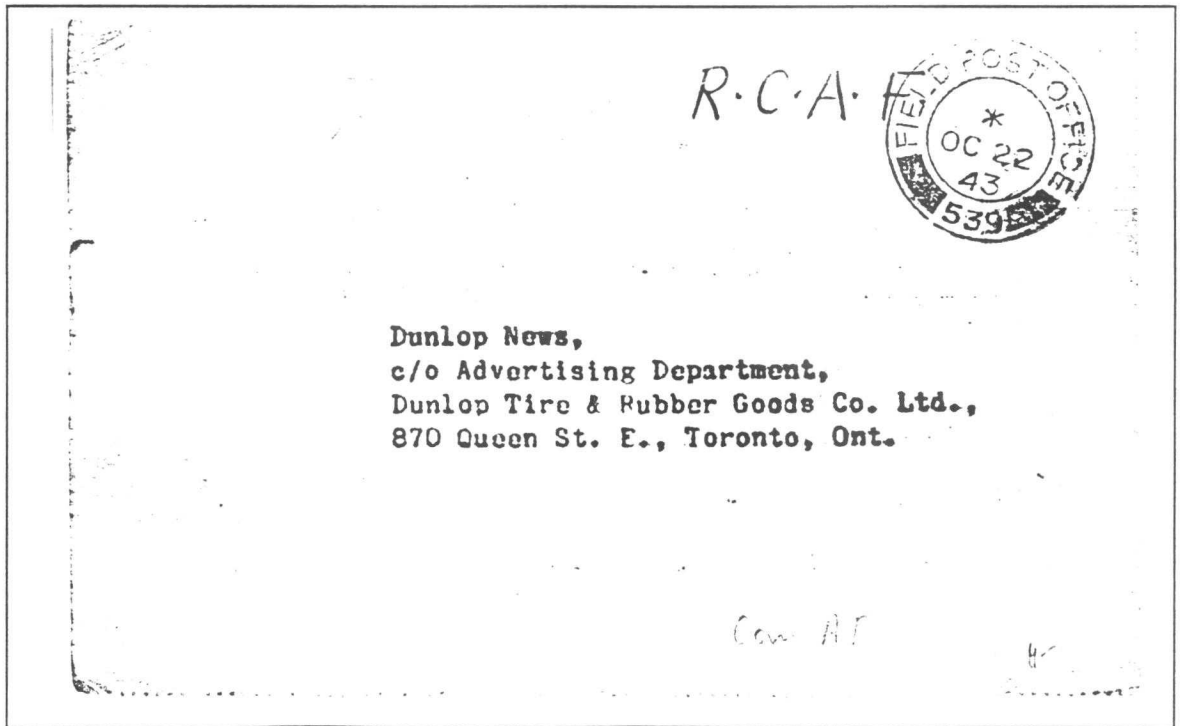 R.C.A.F
FIELD POST OFFICE
*
OC 22
43
539
Dunlop News,
c/o Advertising Department,
Dunlop Tire & Rubber Goods Co. Ltd.,
870 Queen St. E., Toronto, Ont.